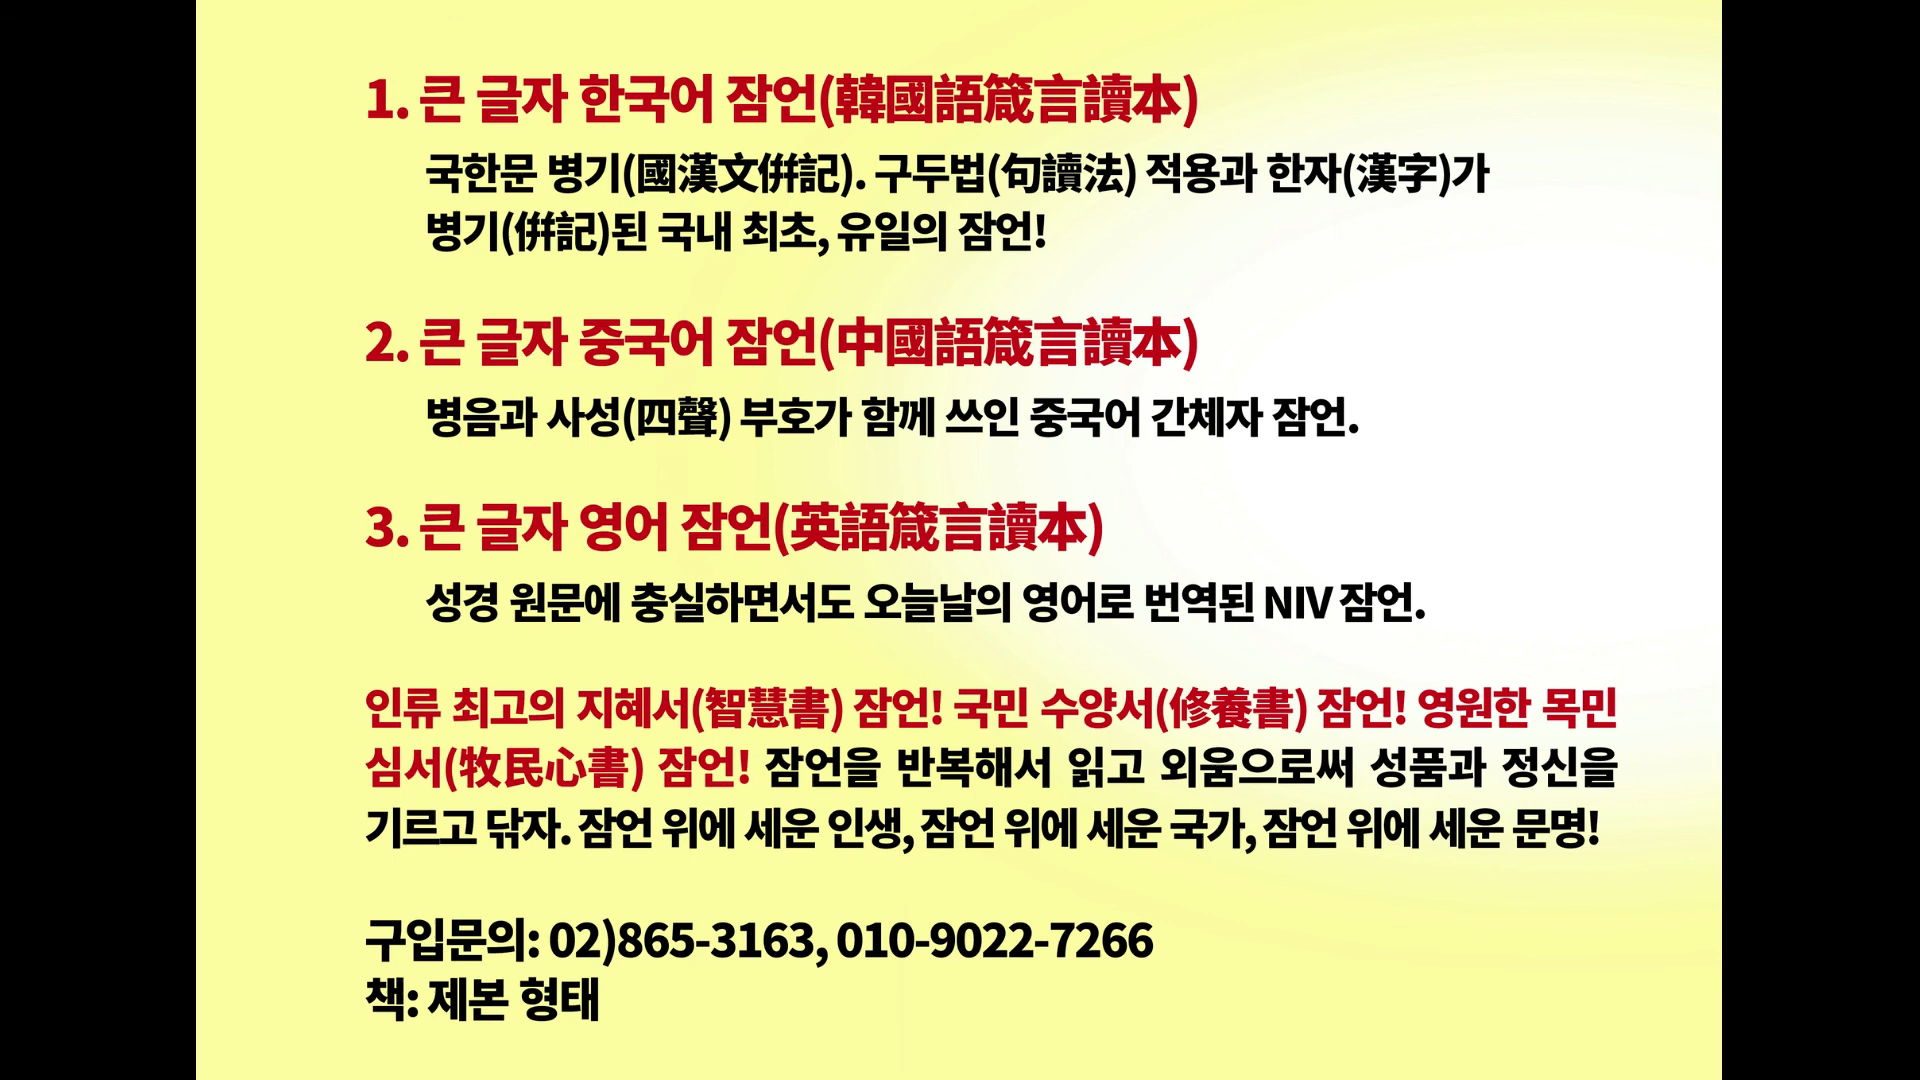 1. 큰 글자 한국어 잠언(韓國語箴言讀本)
국한문 병기(國漢文倂記). 구두법(句讀法) 적용과 한자(漢字)가
병기(倂記)된 국내 최초, 유일의 잠언!
2. 큰 글자 중국어 잠언(中國語箴言讀本)
병음과 사성(四聲) 부호가 함께 쓰인 중국어 간체자 잠언.
3. 큰 글자 영어 잠언(英語箴言讀本)
성경 원문에 충실하면서도 오늘날의 영어로 번역된 NIV 잠언.
인류 최고의 지혜서(智慧書) 잠언! 국민 수양서(修養書) 잠언! 영원한 목민
심서(牧民心書) 잠언! 잠언을 반복해서 읽고 외움으로써 성품과 정신을
기르고 닦자. 잠언 위에 세운 인생, 잠언 위에 세운 국가, 잠언 위에 세운 문명!
구입문의: 02)865-3163, 010-9022-7266
책: 제본 형태